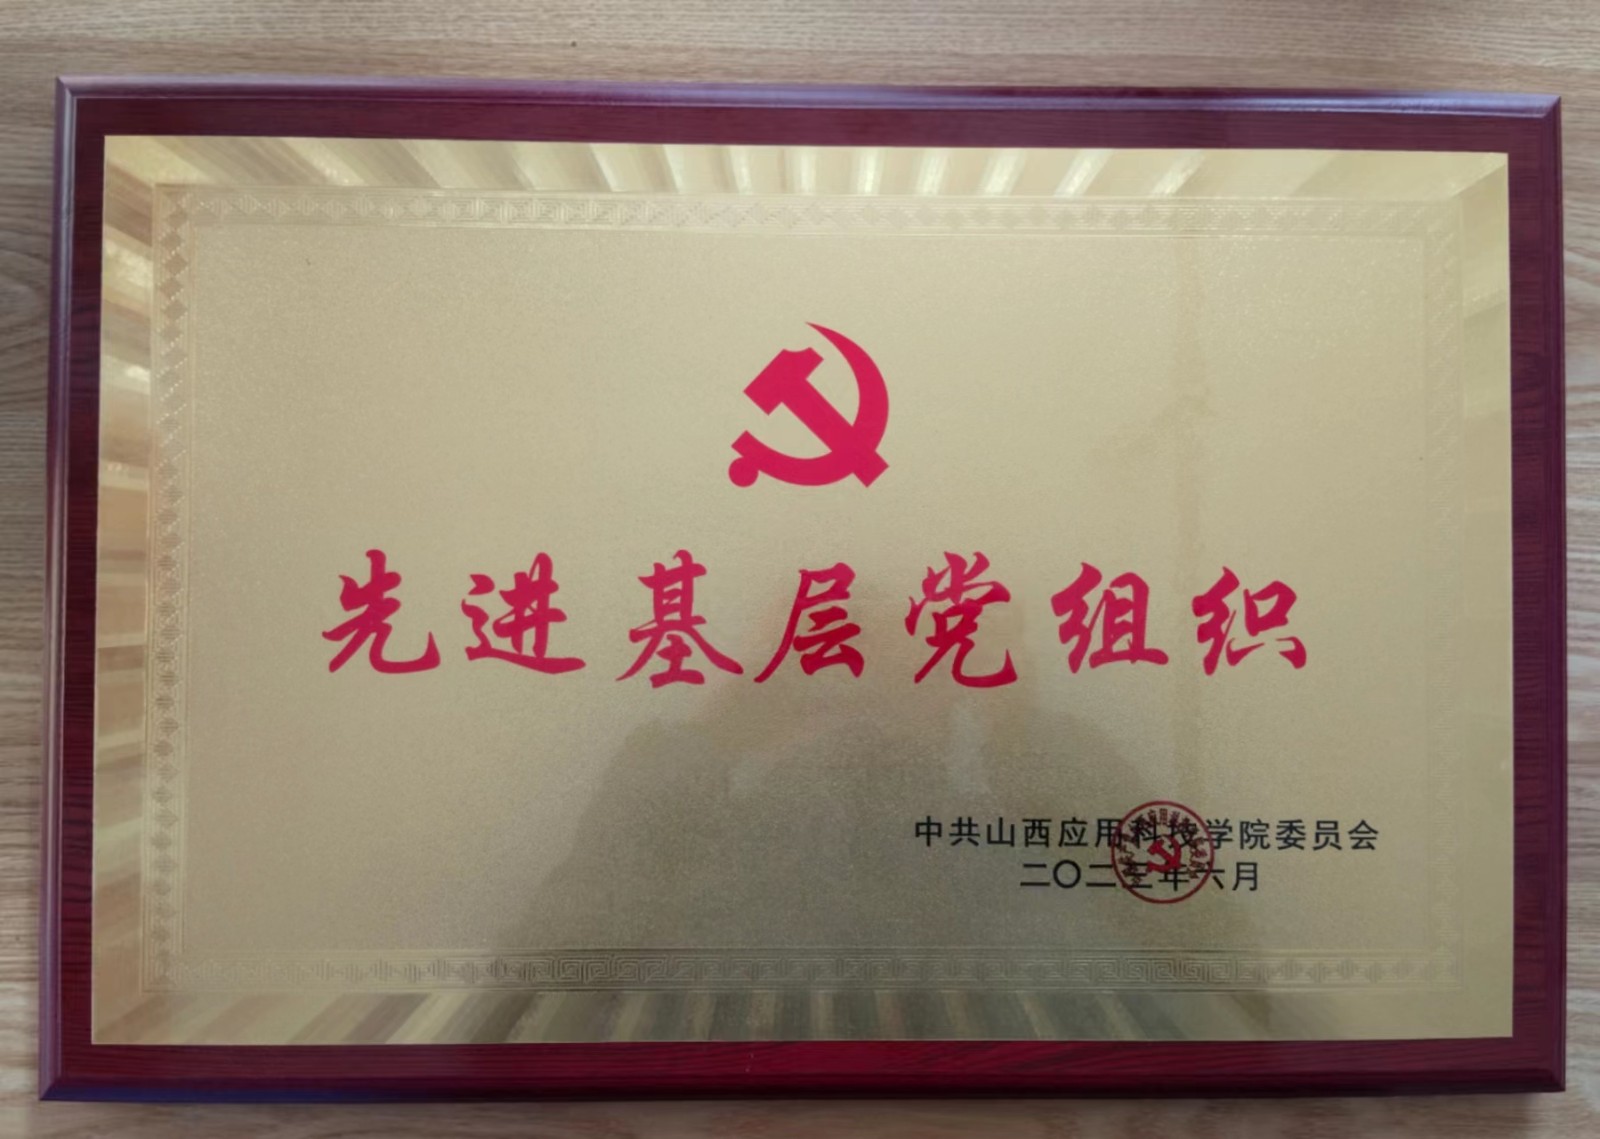 先进基层党组织
中共山西应用科技学院委员会
二〇二三年六月